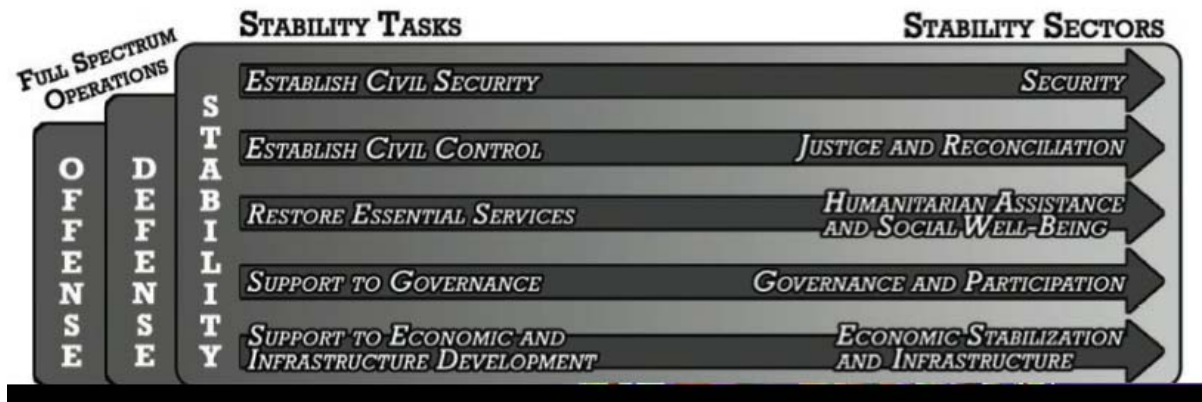 STABILITY TASKS
STABILITY SECTORS
FULL SPECTRUM
OPERATIONS
OFFENSE
DEFENSE
STABILITY
ESTABLISH CIVIL SECURITY
SECURITY
ESTABLISH CIVIL CONTROL
JUSTICE AND RECONCILIATION
RESTORE ESSENTIAL SERVICES
HUMANITARIAN ASSISTANCE
AND SOCIAL WELL-BEING
SUPPORT TO GOVERNANCE
GOVERNANCE AND PARTICIPATION
SUPPORT TO ECONOMIC AND
INFRASTRUCTURE DEVELOPMENT
ECONOMIC STABILIZATION
AND INFRASTRUCTURE